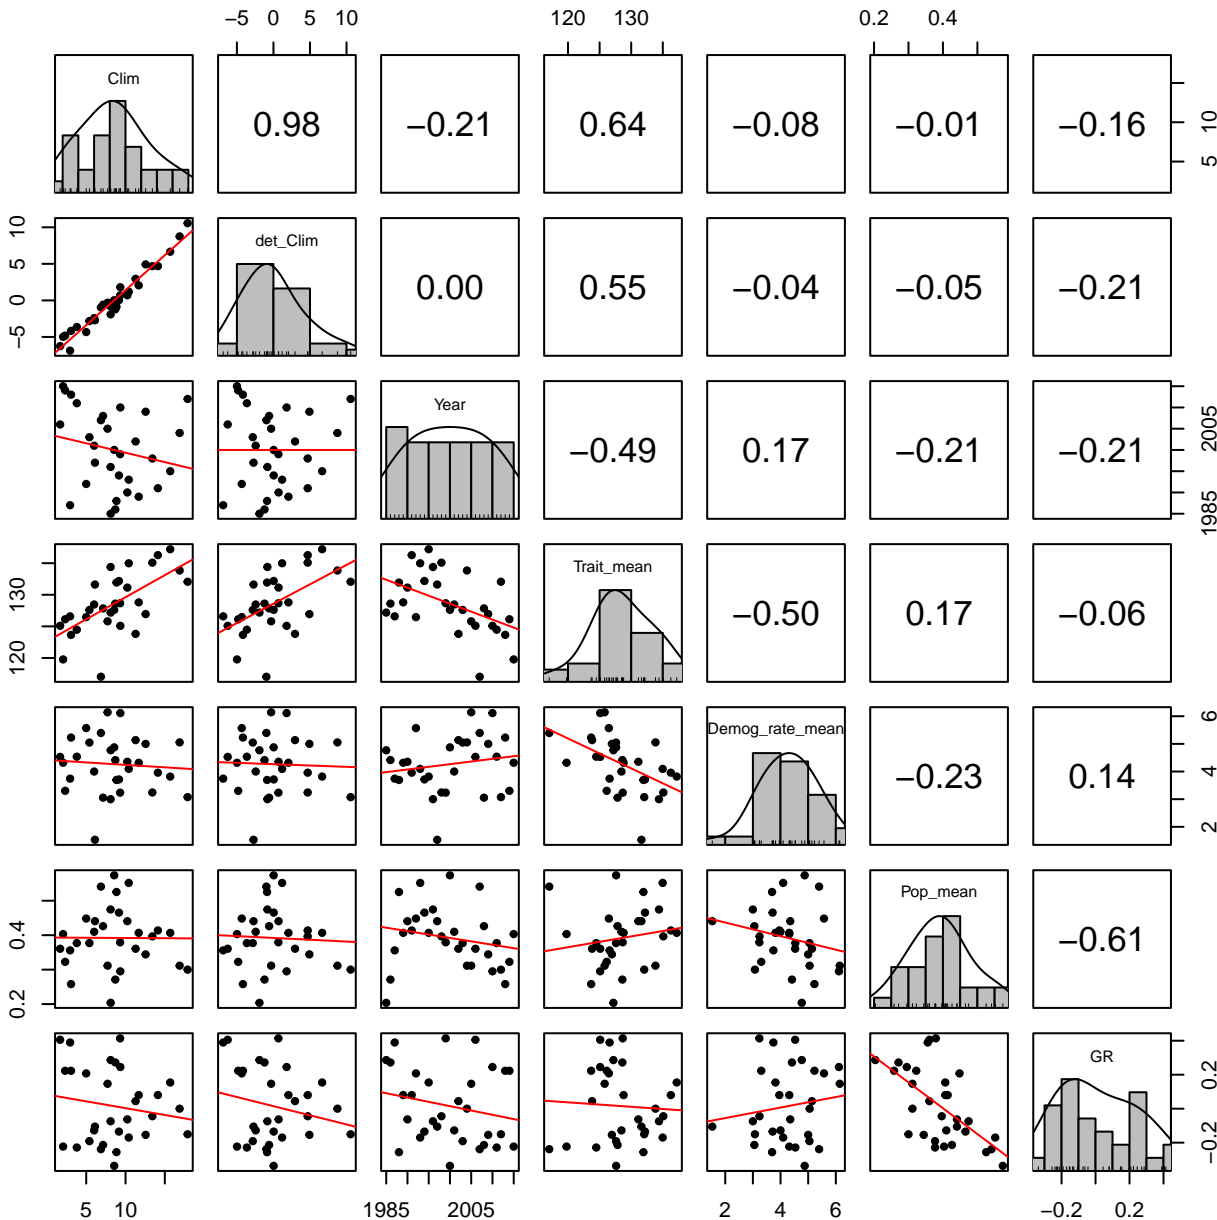 −5 0 5 10 120 130 0.2 0.4
Clim 0.98 −0.21 0.64 −0.08 −0.01 −0.16 5 10
−5 0 5 10 det_Clim 0.00 0.55 −0.04 −0.05 −0.21
Year −0.49 0.17 −0.21 −0.21 1985 2005
120 130 Trait_mean −0.50 0.17 −0.06
Demog_rate_mean −0.23 0.14 2 4 6
0.2 0.4 Pop_mean −0.61
GR −0.2 0.2
5 10 1985 2005 2 4 6 −0.2 0.2